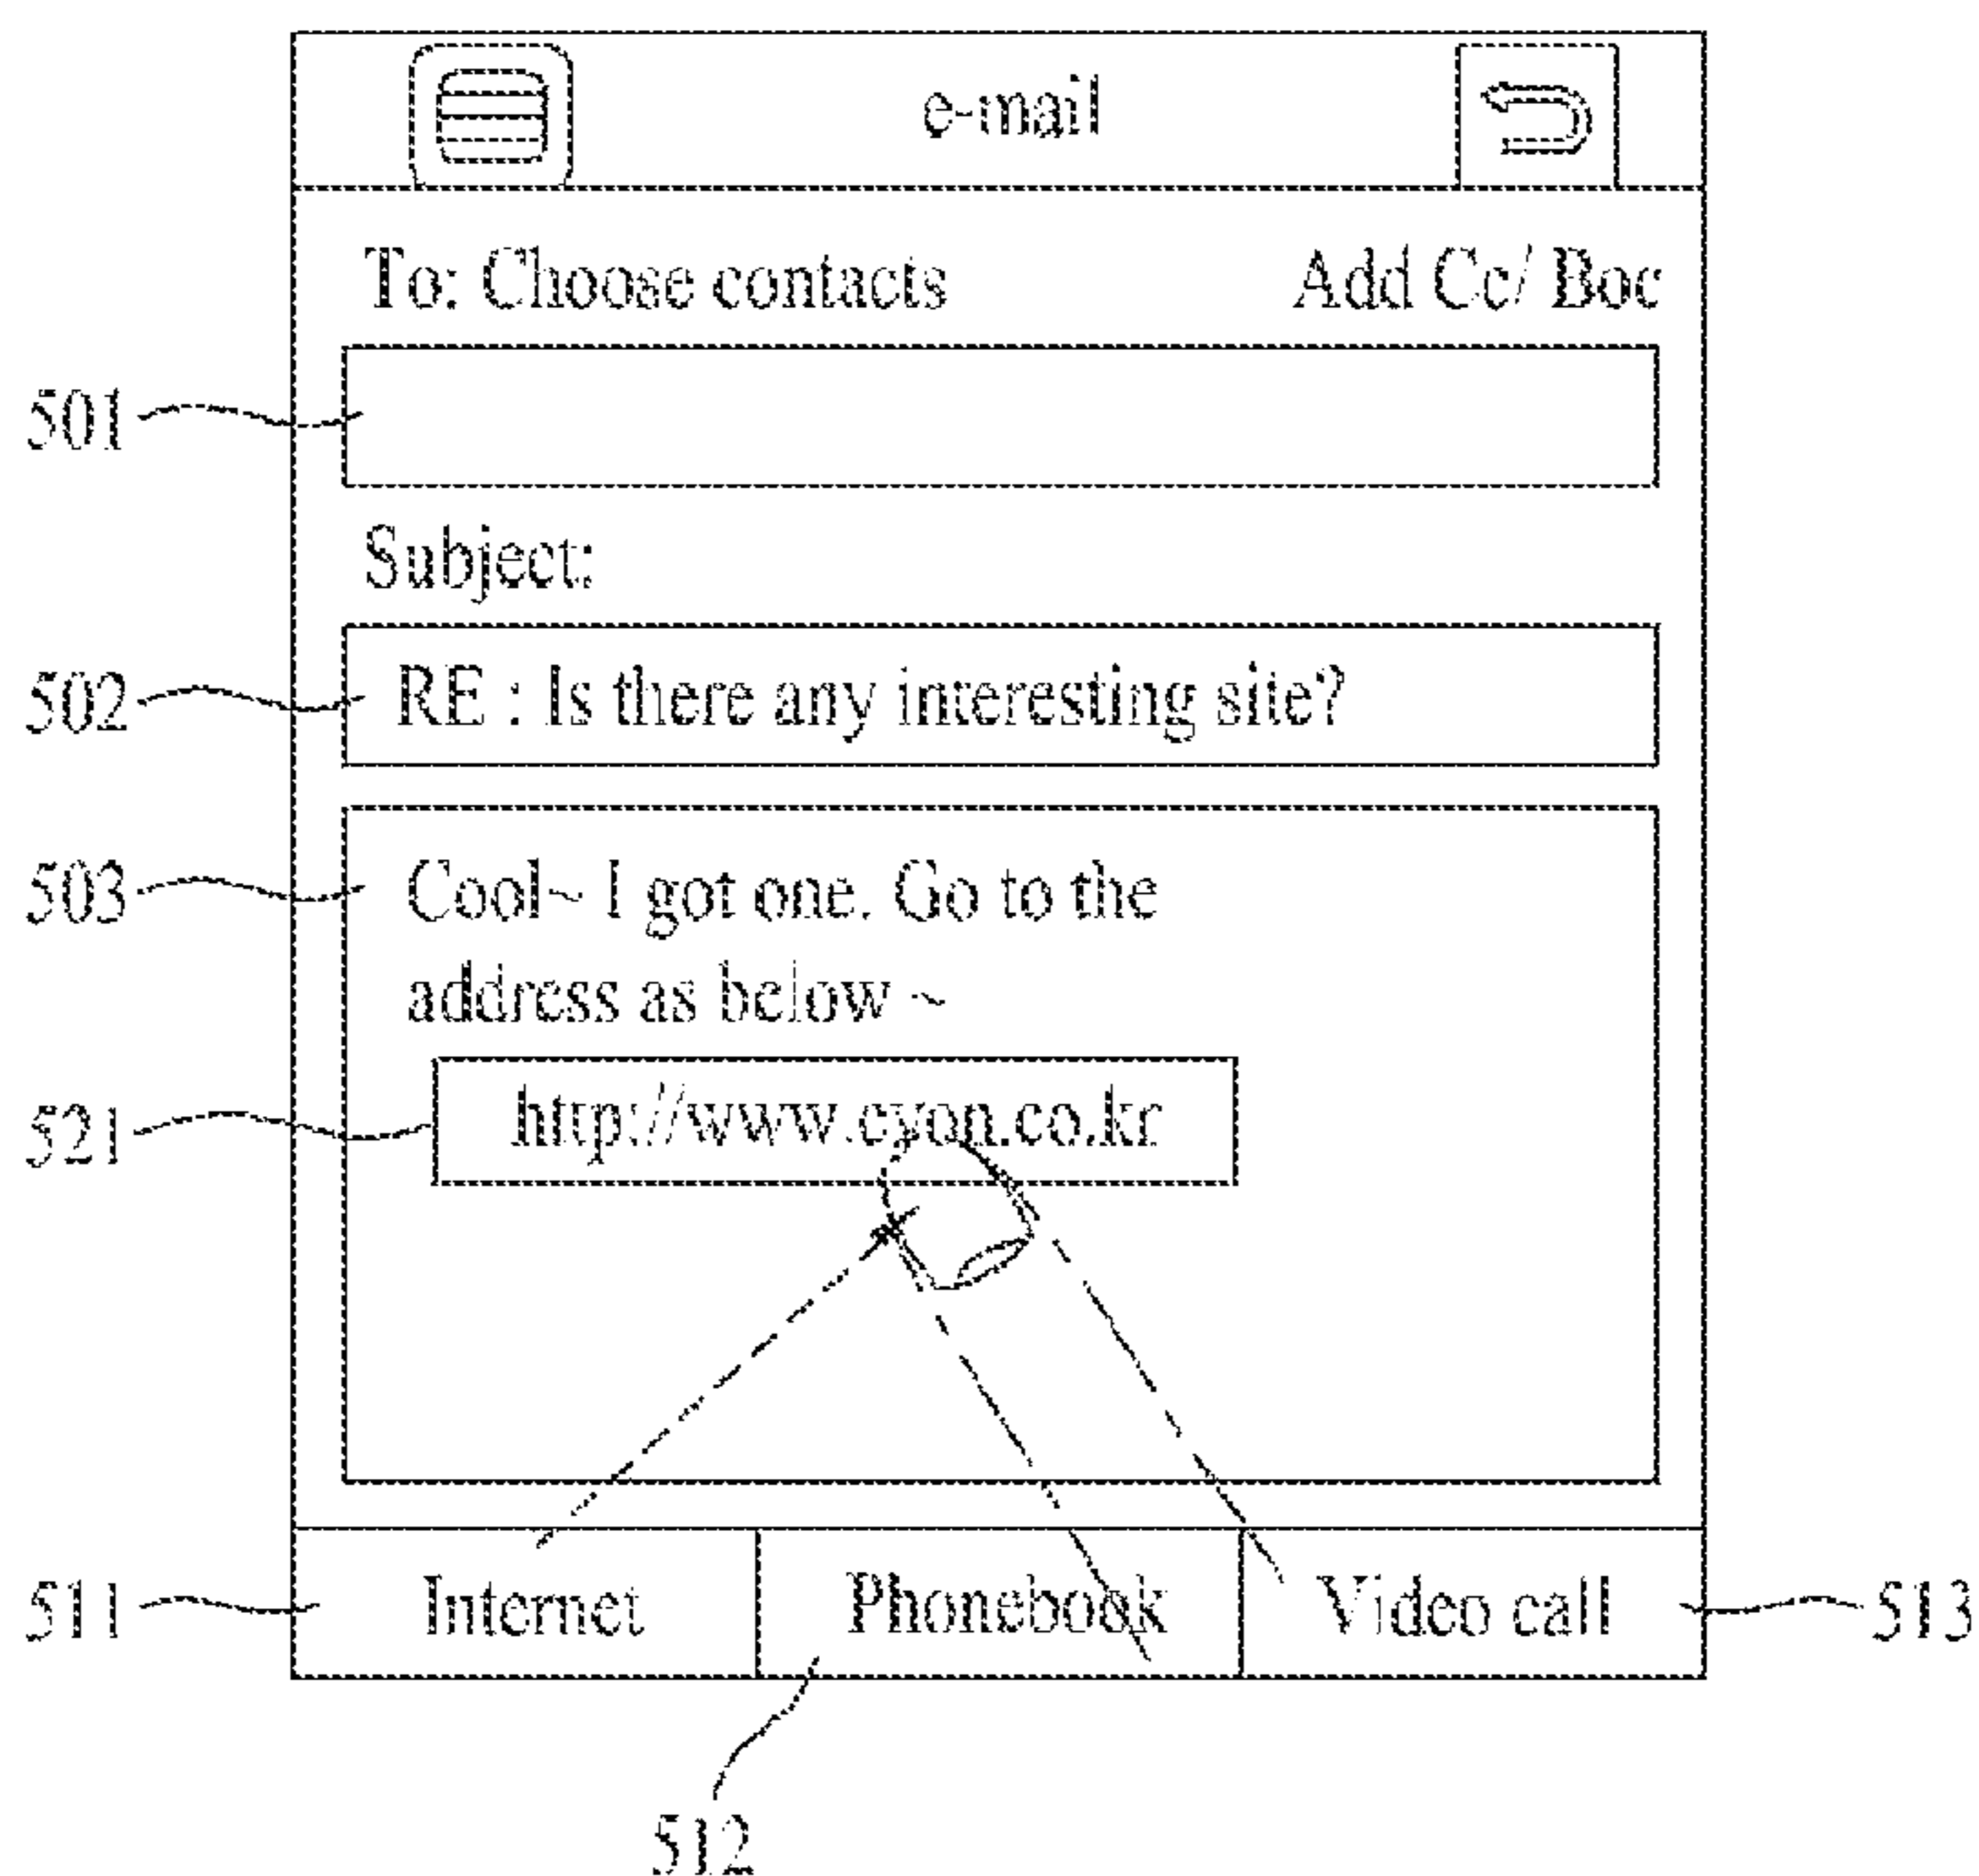 e-mail
To: Choose contacts Add Cc/ Boc
501
Subject:
502 RE : Is there any interesting site?
503 Cool~ I got one. Go to the
address as below ~
521 http://www.cyon.co.kr
511 Internet Phonebook Video call 513
512